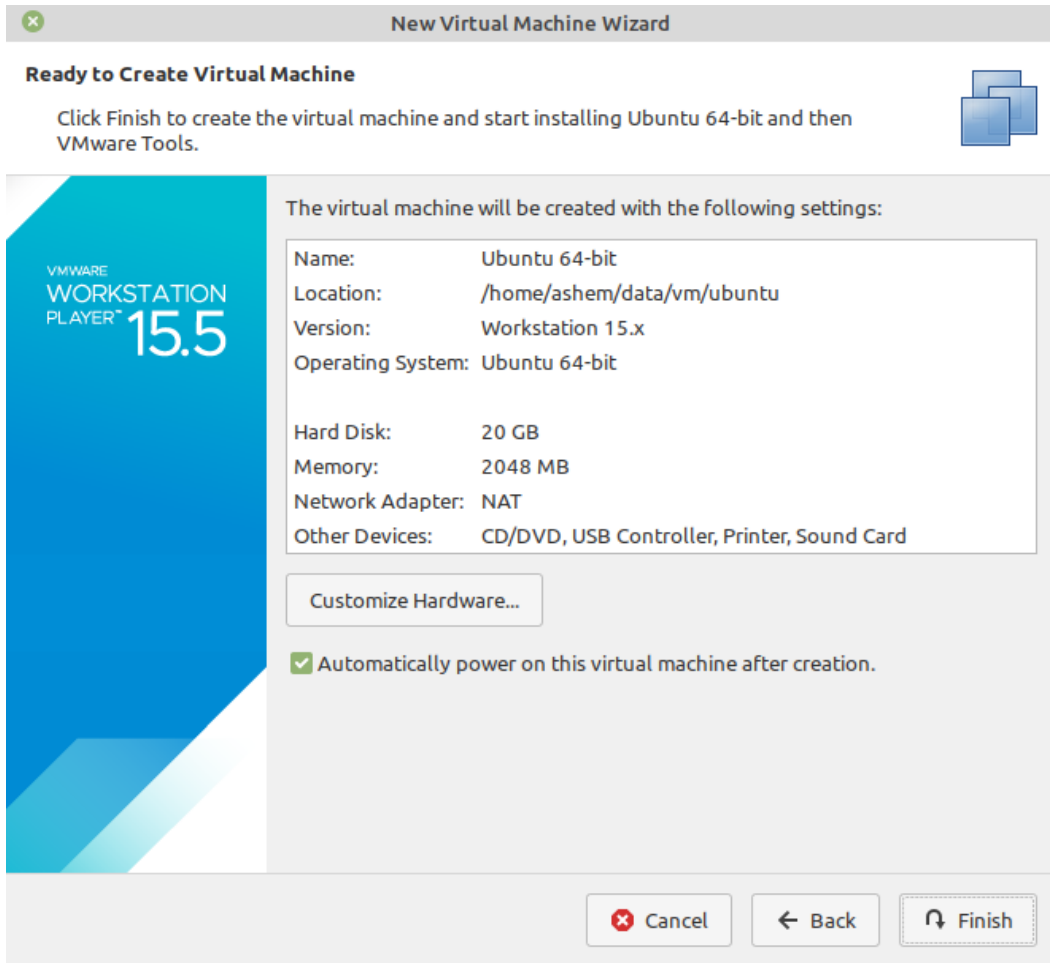 New Virtual Machine Wizard
Ready to Create Virtual Machine
Click Finish to create the virtual machine and start installing Ubuntu 64-bit and then
VMware Tools.
VMWARE
WORKSTATION
PLAYER™ 15.5
The virtual machine will be created with the following settings:
Name: Ubuntu 64-bit
Location: /home/ashem/data/vm/ubuntu
Version: Workstation 15.x
Operating System: Ubuntu 64-bit
Hard Disk: 20 GB
Memory: 2048 MB
Network Adapter: NAT
Other Devices: CD/DVD, USB Controller, Printer, Sound Card
Customize Hardware...
Automatically power on this virtual machine after creation.
Cancel Back Finish